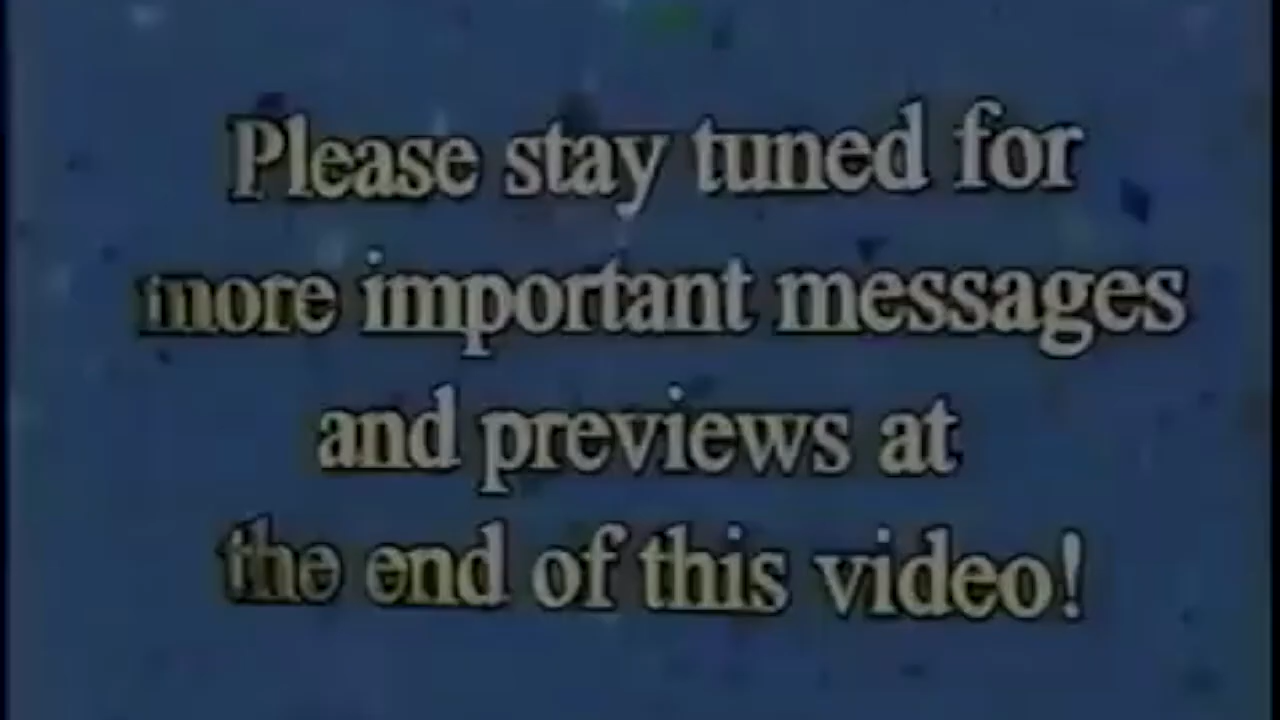 Please stay tuned for
more important messages
and previews at
the end of this video!